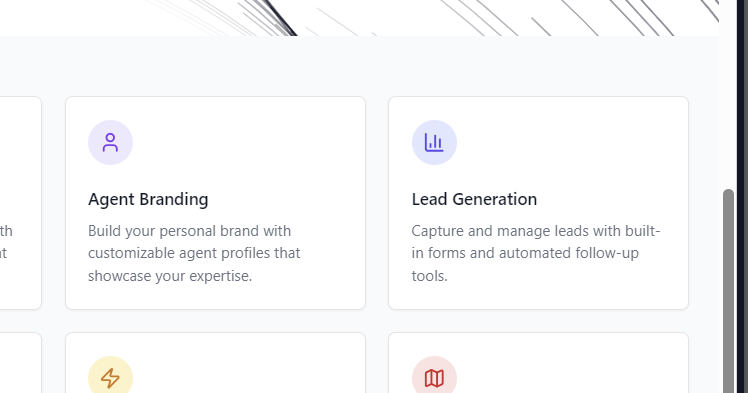 th
t
Agent Branding
Build your personal brand with
customizable agent profiles that
showcase your expertise.
Lead Generation
Capture and manage leads with built-
in forms and automated follow-up
tools.